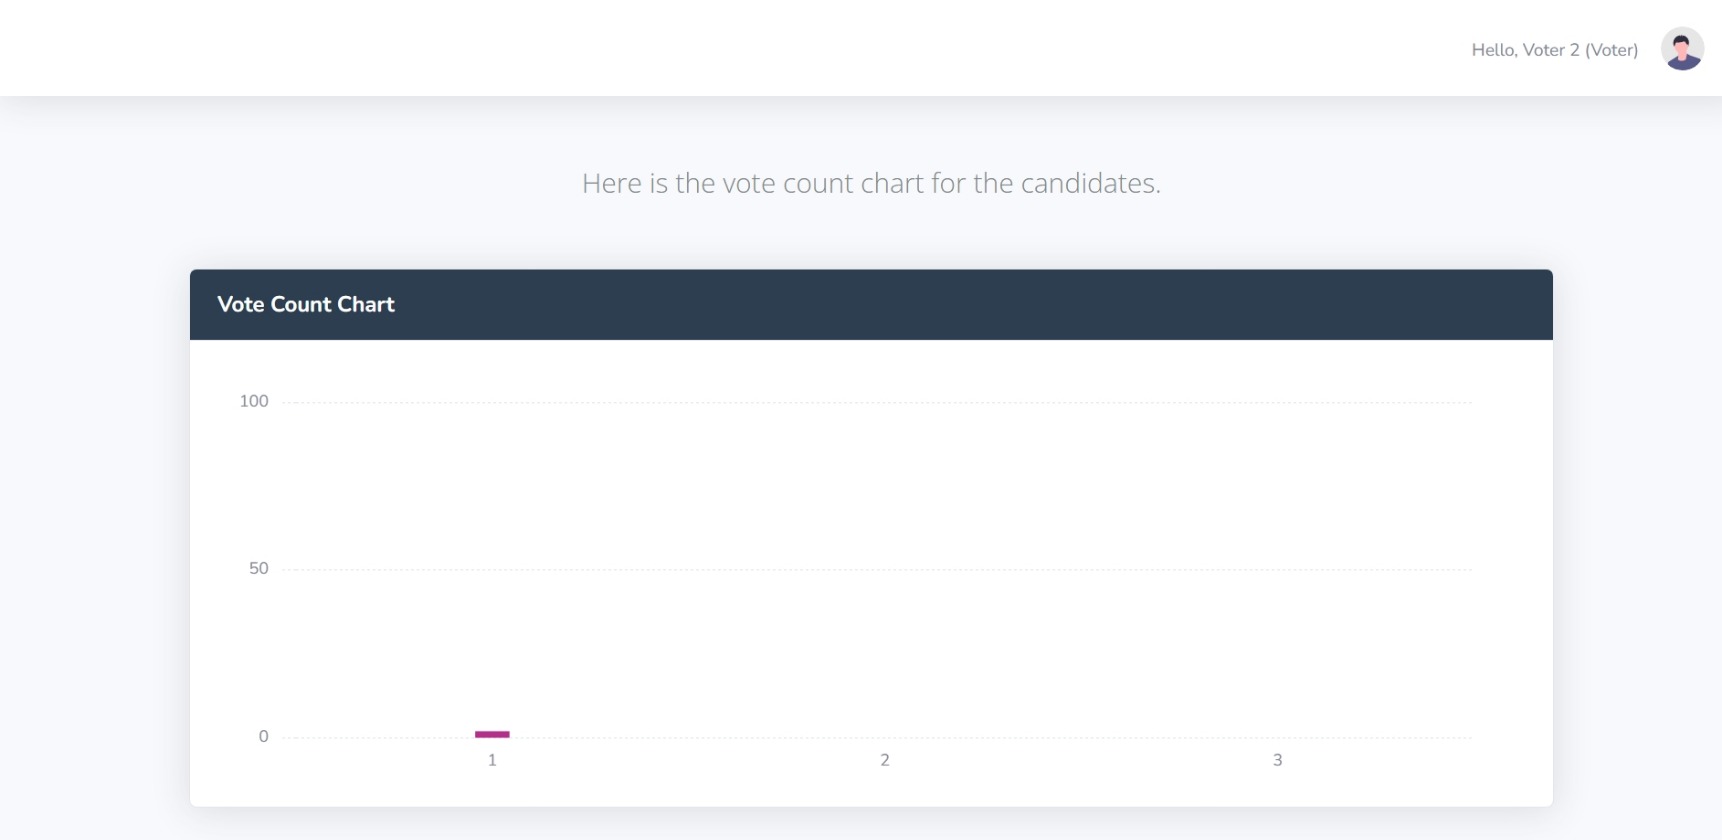 Hello, Voter 2 (Voter)
Here is the vote count chart for the candidates.
Vote Count Chart
100
50
0
1 2 3